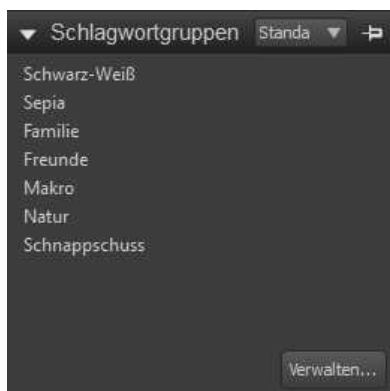 Schlagwortgruppen Standa
Schwarz-Weiß
Sepia
Familie
Freunde
Makro
Natur
Schnappschuss
Verwalten...